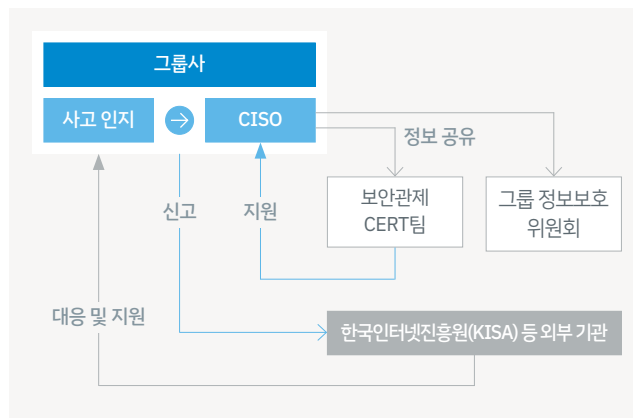 그룹사
사고 인지
CISO
정보 공유
신고
지원
보안관제
CERT팀
그룹 정보보호
위원회
대응 및 지원
한국인터넷진흥원(KISA) 등 외부 기관